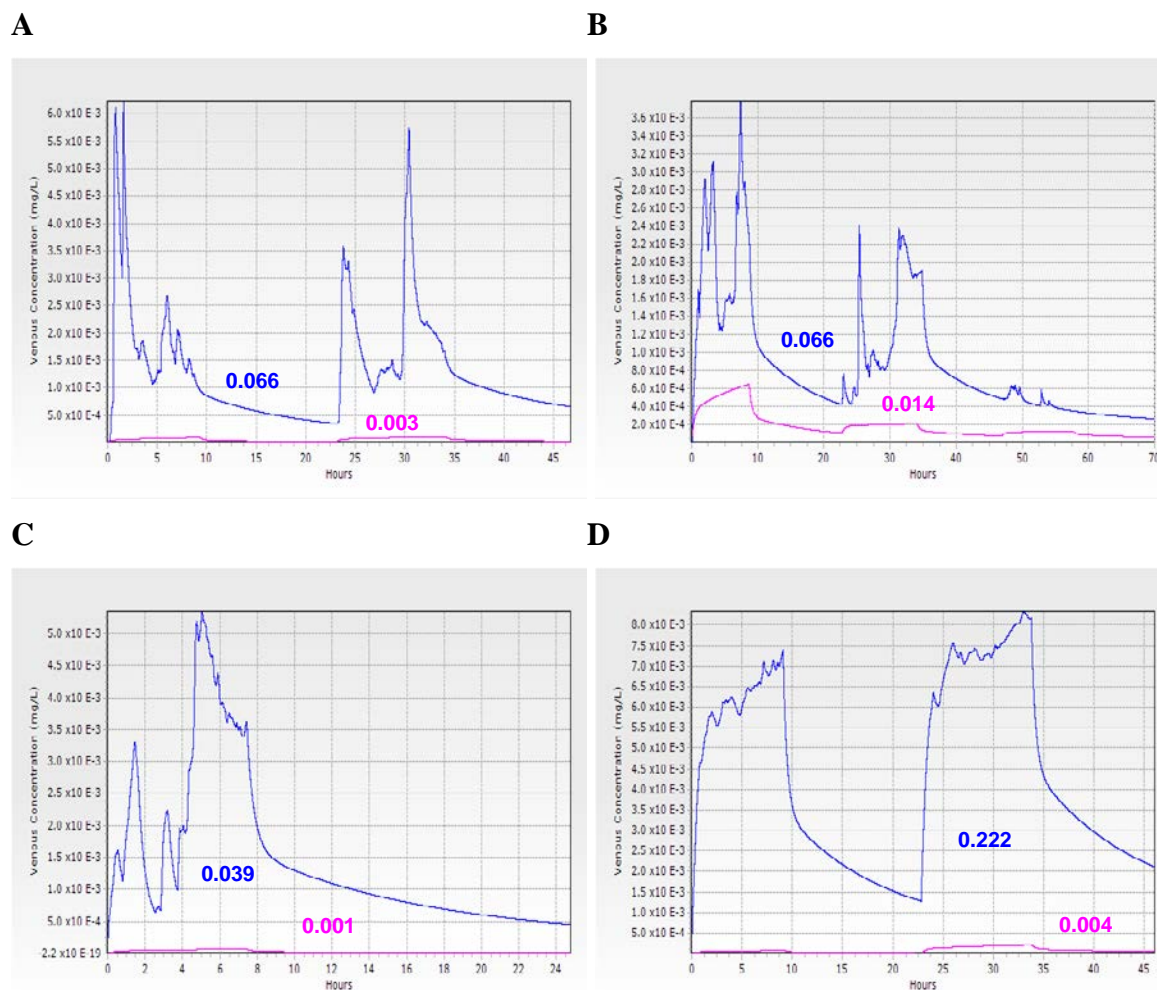 A
Venous Concentration (mg/L)
6.0 x10 E-3
5.5 x10 E-3
5.0 x10 E-3
4.5 x10 E-3
4.0 x10 E-3
3.5 x10 E-3
3.0 x10 E-3
2.5 x10 E-3
2.0 x10 E-3
1.5 x10 E-3
1.0 x10 E-3
5.0 x10 E-4
0.066
0.003
0 5 10 15 20 25 30 35 40 45
Hours
B
Venous Concentration (mg/L)
3.6 x10 E-3
3.4 x10 E-3
3.2 x10 E-3
3.0 x10 E-3
2.8 x10 E-3
2.6 x10 E-3
2.4 x10 E-3
2.2 x10 E-3
2.0 x10 E-3
1.8 x10 E-3
1.6 x10 E-3
1.4 x10 E-3
1.2 x10 E-3
1.0 x10 E-3
8.0 x10 E-4
6.0 x10 E-4
4.0 x10 E-4
2.0 x10 E-4
0.066
0.014
0 10 20 30 40 50 60 70
Hours
C
Venous Concentration (mg/L)
5.0 x10 E-3
4.5 x10 E-3
4.0 x10 E-3
3.5 x10 E-3
3.0 x10 E-3
2.5 x10 E-3
2.0 x10 E-3
1.5 x10 E-3
1.0 x10 E-3
5.0 x10 E-4
-2.2 x10 E-19
0.039
0.001
0 2 4 6 8 10 12 14 16 18 20 22 24
Hours
D
Venous Concentration (mg/L)
8.0 x10 E-3
7.5 x10 E-3
7.0 x10 E-3
6.5 x10 E-3
6.0 x10 E-3
5.5 x10 E-3
5.0 x10 E-3
4.5 x10 E-3
4.0 x10 E-3
3.5 x10 E-3
3.0 x10 E-3
2.5 x10 E-3
2.0 x10 E-3
1.5 x10 E-3
1.0 x10 E-3
5.0 x10 E-4
0.222
0.004
0 5 10 15 20 25 30 35 40 45
Hours